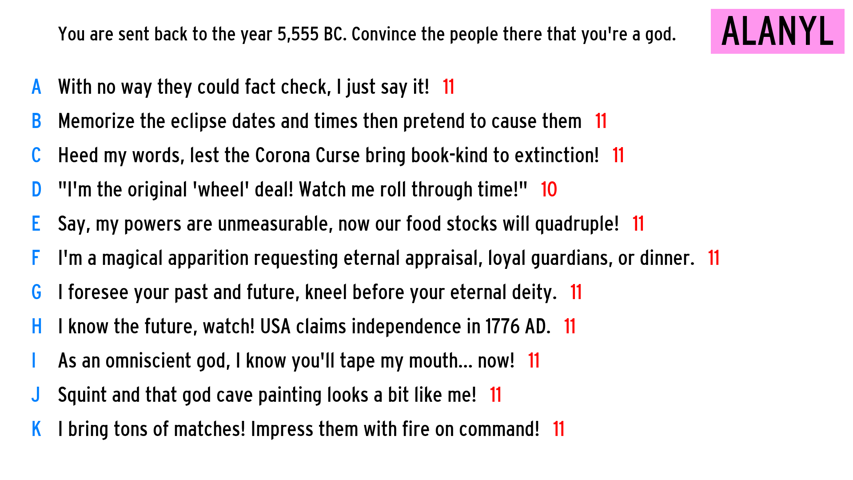 You are sent back to the year 5,555 BC. Convince the people there that you're a god.
ALANYL
A With no way they could fact check, I just say it! 11
B Memorize the eclipse dates and times then pretend to cause them 11
C Heed my words, lest the Corona Curse bring book-kind to extinction! 11
D "I'm the original 'wheel' deal! Watch me roll through time!" 10
E Say, my powers are unmeasurable, now our food stocks will quadruple! 11
F I'm a magical apparition requesting eternal appraisal, loyal guardians, or dinner. 11
G I foresee your past and future, kneel before your eternal deity. 11
H I know the future, watch! USA claims independence in 1776 AD. 11
I As an omniscient god, I know you'll tape my mouth... now! 11
J Squint and that god cave painting looks a bit like me! 11
K I bring tons of matches! Impress them with fire on command! 11